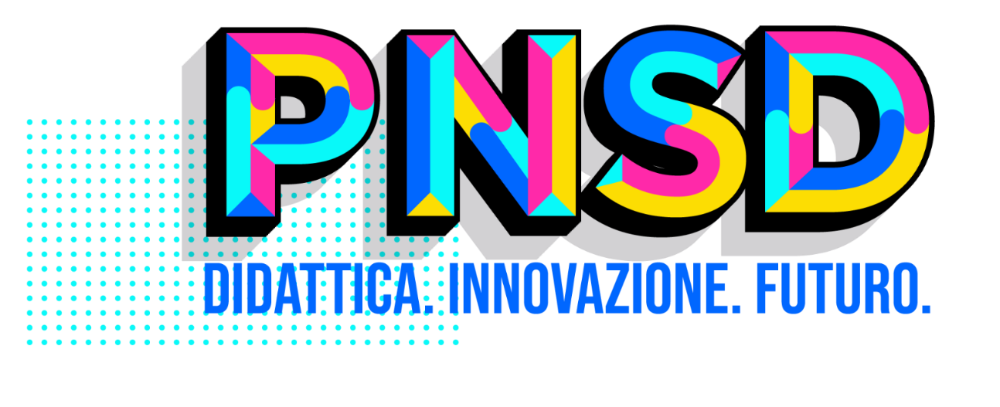 PNSD
DIDATTICA. INNOVAZIONE. FUTURO.